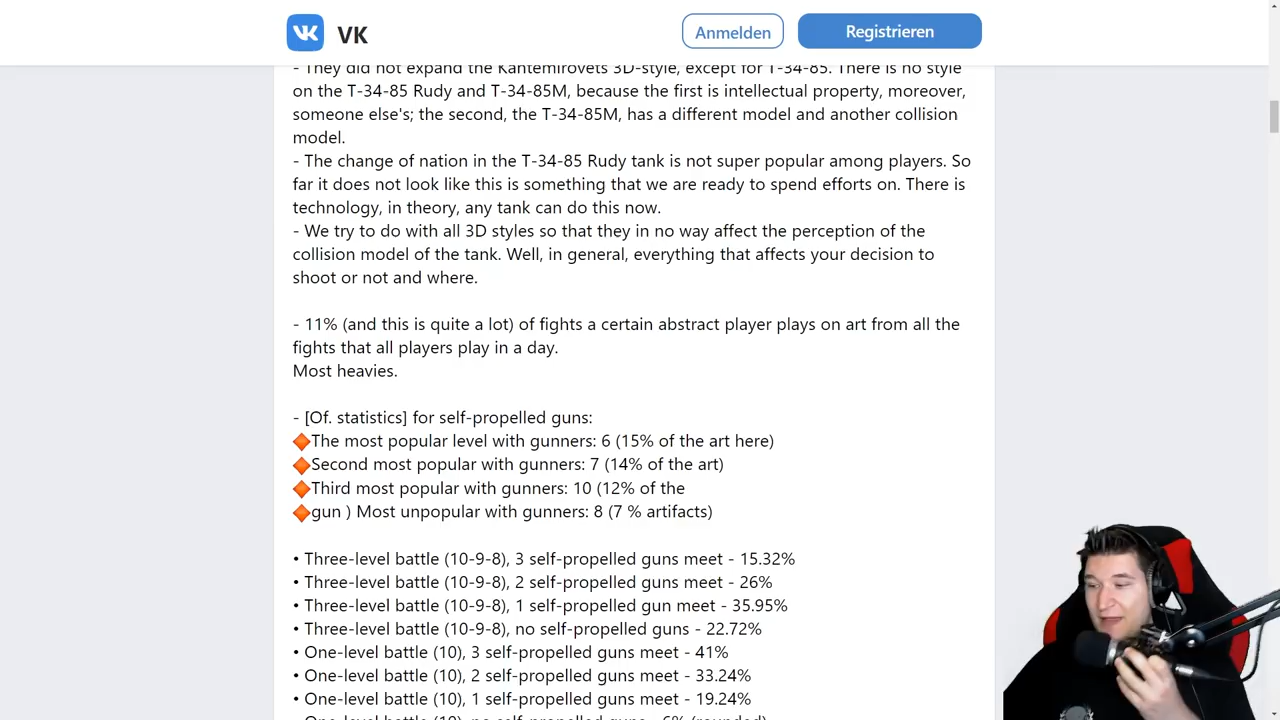 VK
Anmelden
Registrieren
- They did not expand the Kantemirovets 3D-style, except for T-34-85. There is no style
on the T-34-85 Rudy and T-34-85M, because the first is intellectual property, moreover,
someone else's; the second, the T-34-85M, has a different model and another collision
model.
- The change of nation in the T-34-85 Rudy tank is not super popular among players. So
far it does not look like this is something that we are ready to spend efforts on. There is
technology, in theory, any tank can do this now.
- We try to do with all 3D styles so that they in no way affect the perception of the
collision model of the tank. Well, in general, everything that affects your decision to
shoot or not and where.
- 11% (and this is quite a lot) of fights a certain abstract player plays on art from all the
fights that all players play in a day.
Most heavies.
- [Of. statistics] for self-propelled guns:
🔶The most popular level with gunners: 6 (15% of the art here)
🔶Second most popular with gunners: 7 (14% of the art)
🔶Third most popular with gunners: 10 (12% of the
🔶gun ) Most unpopular with gunners: 8 (7 % artifacts)
• Three-level battle (10-9-8), 3 self-propelled guns meet - 15.32%
• Three-level battle (10-9-8), 2 self-propelled guns meet - 26%
• Three-level battle (10-9-8), 1 self-propelled gun meet - 35.95%
• Three-level battle (10-9-8), no self-propelled guns - 22.72%
• One-level battle (10), 3 self-propelled guns meet - 41%
• One-level battle (10), 2 self-propelled guns meet - 33.24%
• One-level battle (10), 1 self-propelled guns meet - 19.24%
• One-level battle (10), no self-propelled guns - 6% (rounded)